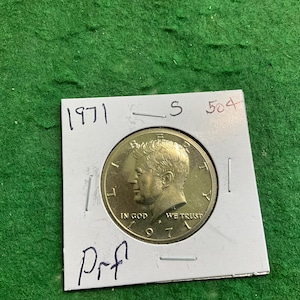 1971 — S 50¢
LIBERTY
IN GOD WE TRUST
1971
Prf